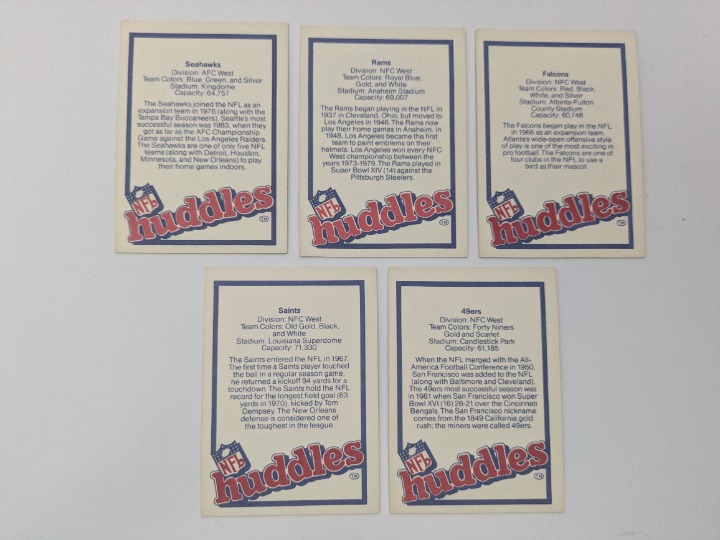 Seahawks
Division: AFC West
Team Colors: Blue, Green, and Silver
Stadium: Kingdome
Capacity: 64,757
The Seahawks joined the NFL as an
expansion team in 1976 (along with the
Tampa Bay Buccaneers). Seattle's most
successful season was 1983, when they
got as far as the AFC Championship
Game against the Los Angeles Raiders.
The Seahawks are one of only five NFL
teams (along with Detroit, Houston,
Minnesota, and New Orleans) to play
their home games indoors.
NFL
huddles
TM
Rams
Division: NFC West
Team Colors: Royal Blue,
Gold, and White
Stadium: Anaheim Stadium
Capacity: 69,007
The Rams began playing in the NFL in
1937 in Cleveland, Ohio, but moved to
Los Angeles in 1946. The Rams now
play their home games in Anaheim. In
1948, Los Angeles became the first
team to paint emblems on their
helmets. Los Angeles won every NFC
West championship between the
years 1973-1979. The Rams played in
Super Bowl XIV (14) against the
Pittsburgh Steelers.
NFL
huddles
TM
Falcons
Division: NFC West
Team Colors: Red, Black,
White, and Silver
Stadium: Atlanta-Fulton
County Stadium
Capacity: 60,748
The Falcons began play in the NFL
in 1966 as an expansion team.
Atlanta's wide-open offensive style
of play is one of the most exciting in
pro football. The Falcons are one of
four clubs in the NFL to use a
bird as their mascot.
NFL
huddles
TM
Saints
Division: NFC West
Team Colors: Old Gold, Black,
and White
Stadium: Louisiana Superdome
Capacity: 71,330
The Saints entered the NFL in 1967.
The first time a Saints player touched
the ball in a regular season game,
he returned a kickoff 94 yards for a
touchdown. The Saints hold the NFL
record for the longest field goal (63
yards in 1970), kicked by Tom
Dempsey. The New Orleans
defense is considered one of
the toughest in the league.
NFL
huddles
TM
49ers
Division: NFC West
Team Colors: Forty Niners
Gold and Scarlet
Stadium: Candlestick Park
Capacity: 61,185
When the NFL merged with the All-
America Football Conference in 1950,
San Francisco was added to the NFL
(along with Baltimore and Cleveland).
The 49ers most successful season was
in 1981 when San Francisco won Super
Bowl XVI (16) 26-21 over the Cincinnati
Bengals. The San Francisco nickname
comes from the 1849 California gold
rush; the miners were called 49ers.
NFL
huddles
TM